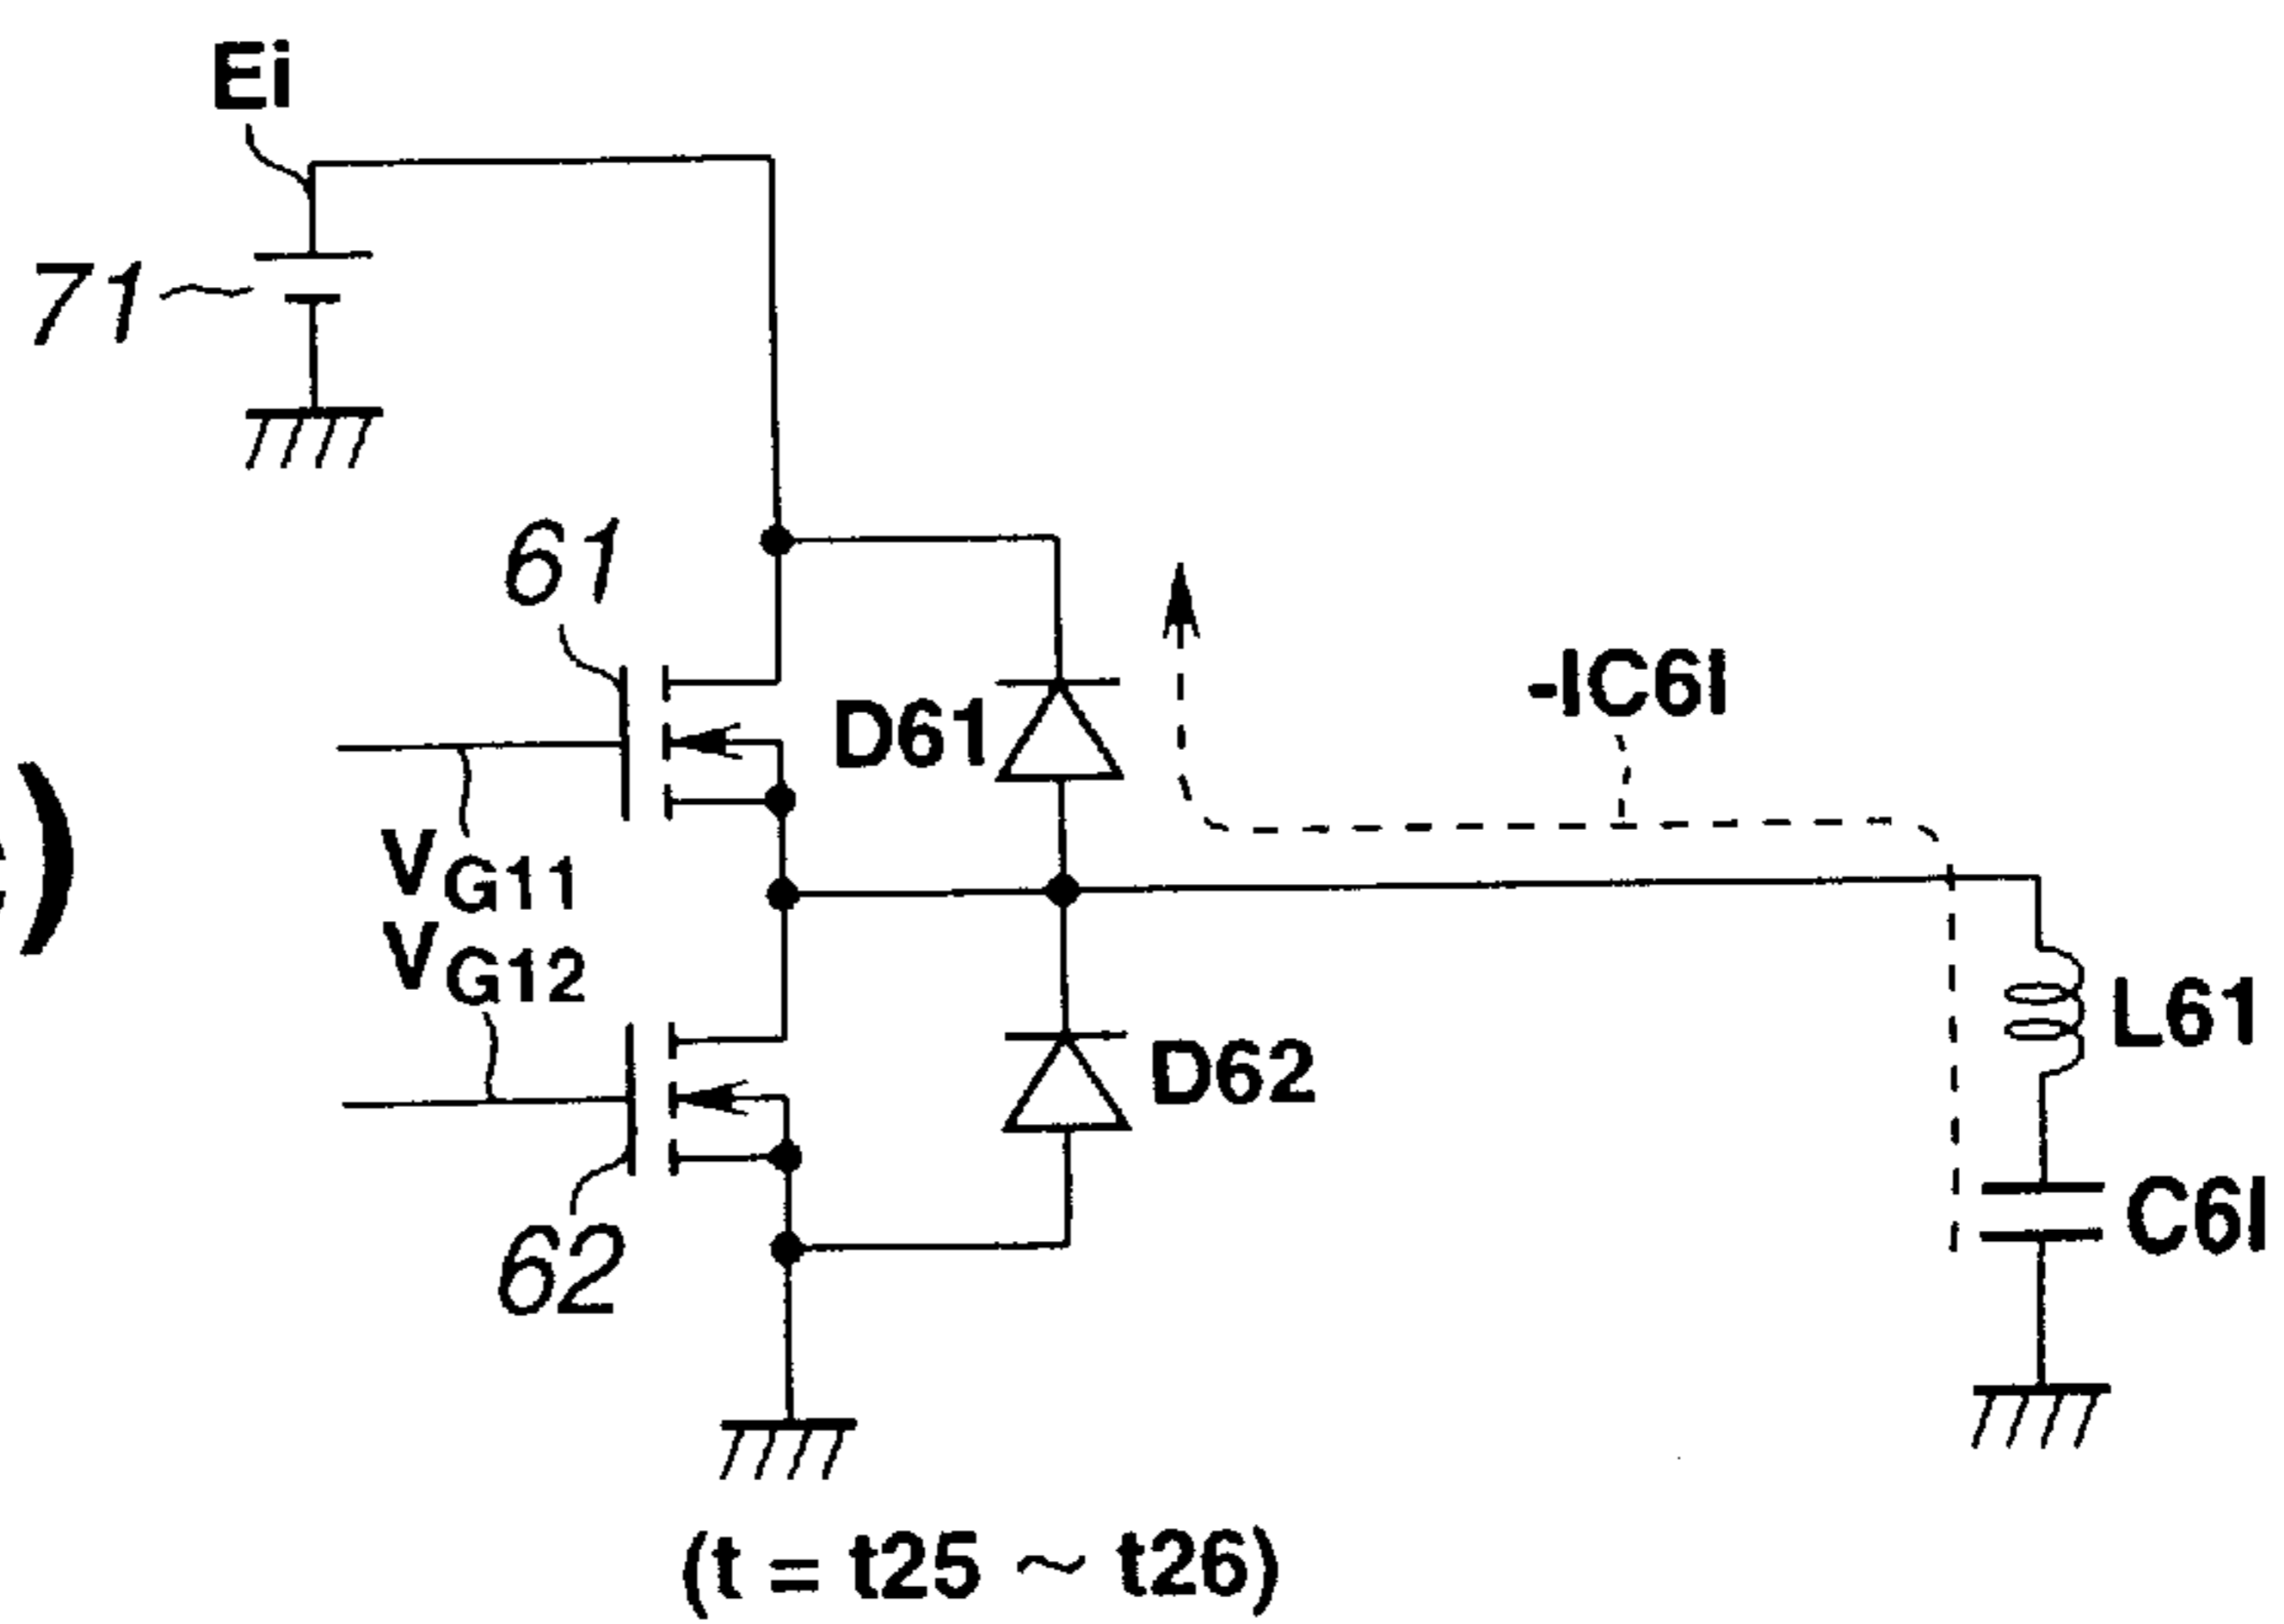 Ei
71
61
D61
-IC6I
)
VG11
VG12
L61
D62
C6I
62
(t = t25 ~ t26)